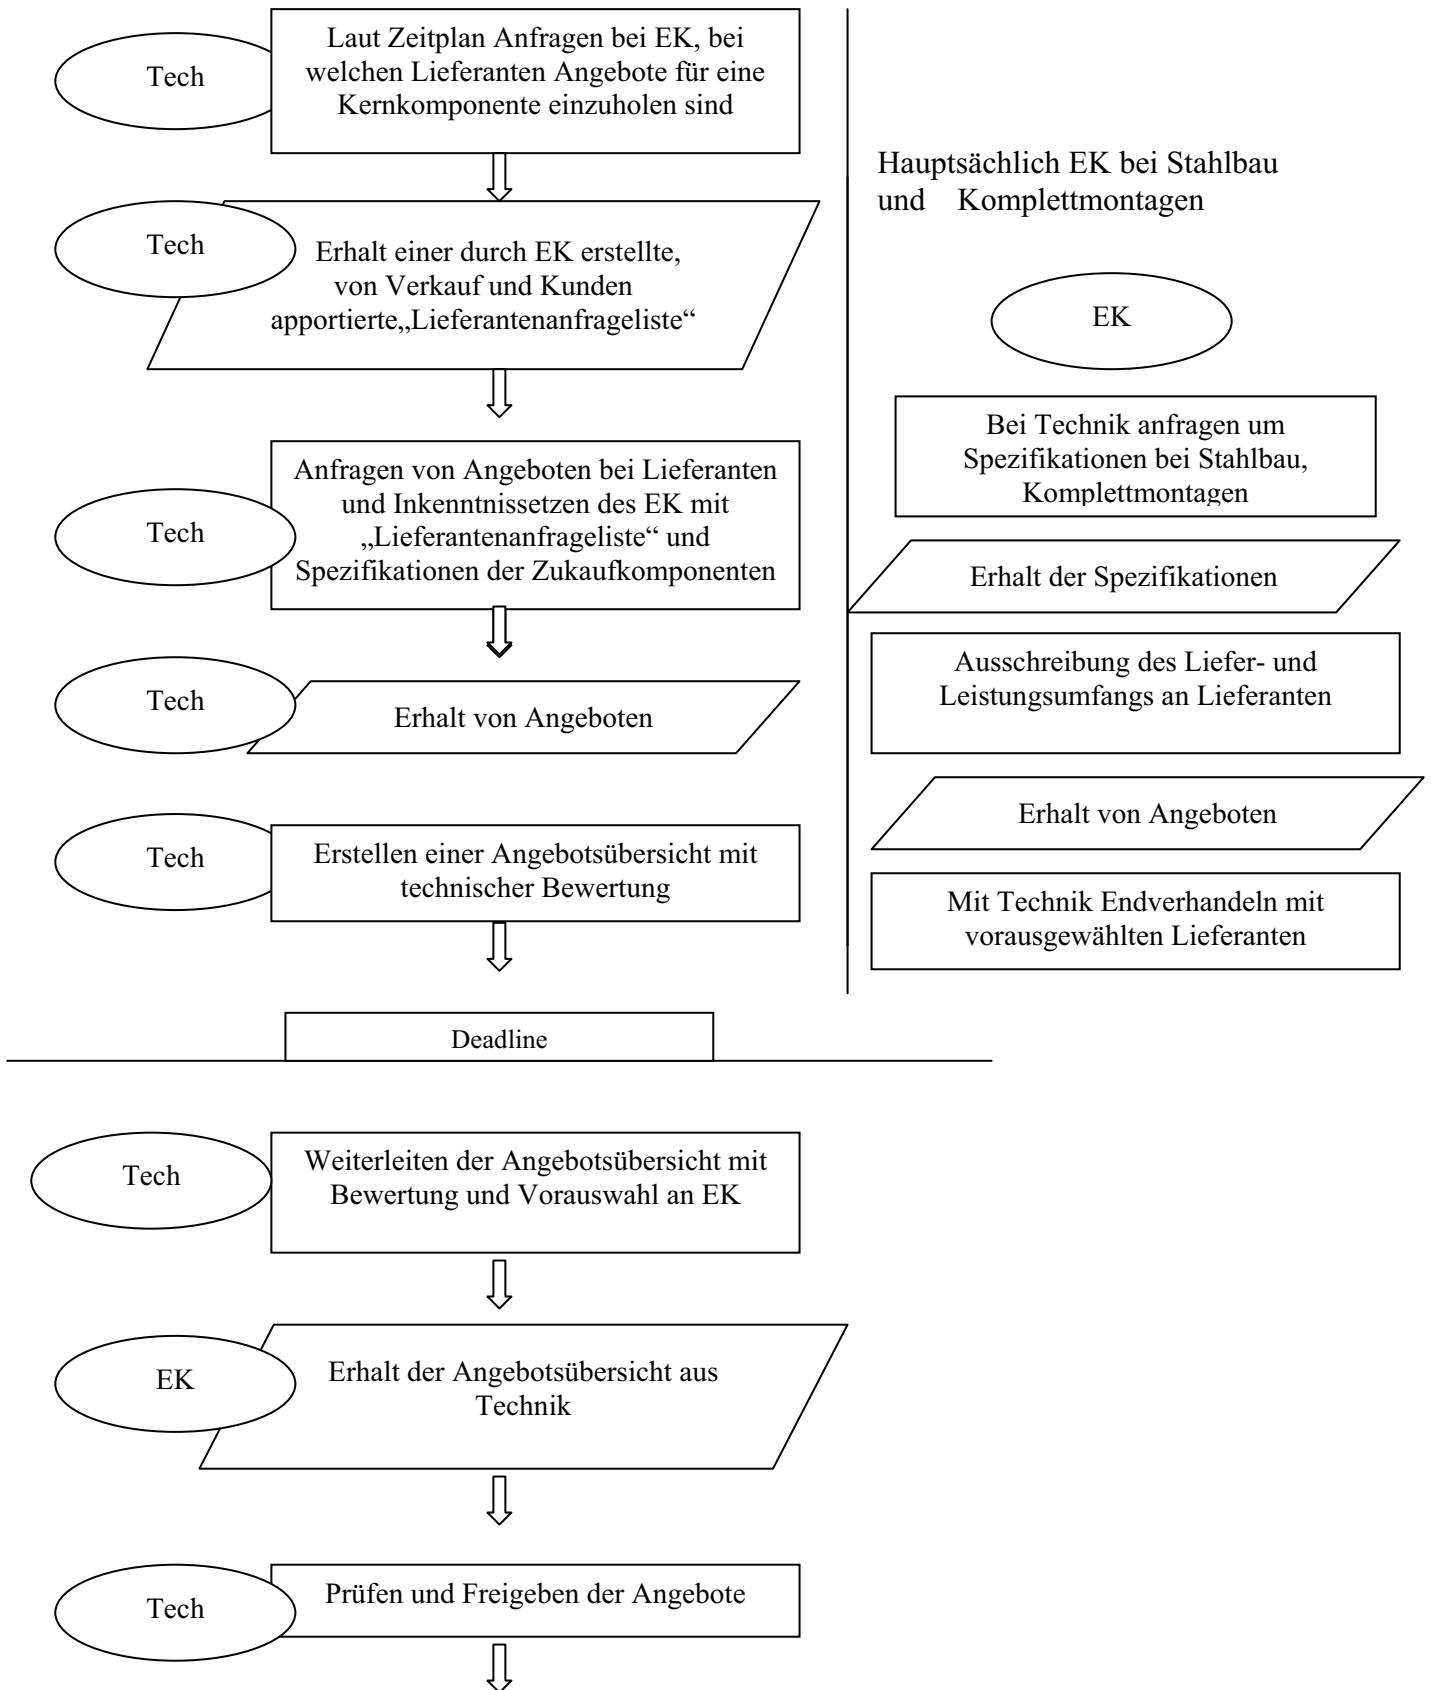 Tech
Laut Zeitplan Anfragen bei EK, bei
welchen Lieferanten Angebote für eine
Kernkomponente einzuholen sind
Tech
Erhalt einer durch EK erstellte,
von Verkauf und Kunden
apportierte„Lieferantenanfrageliste“
Tech
Anfragen von Angeboten bei Lieferanten
und Inkenntnissetzen des EK mit
„Lieferantenanfrageliste“ und
Spezifikationen der Zukaufkomponenten
Tech
Erhalt von Angeboten
Tech
Erstellen einer Angebotsübersicht mit
technischer Bewertung
Hauptsächlich EK bei Stahlbau
und Komplettmontagen
EK
Bei Technik anfragen um
Spezifikationen bei Stahlbau,
Komplettmontagen
Erhalt der Spezifikationen
Ausschreibung des Liefer- und
Leistungsumfangs an Lieferanten
Erhalt von Angeboten
Mit Technik Endverhandeln mit
vorausgewählten Lieferanten
Deadline
Tech
Weiterleiten der Angebotsübersicht mit
Bewertung und Vorauswahl an EK
EK
Erhalt der Angebotsübersicht aus
Technik
Tech
Prüfen und Freigeben der Angebote